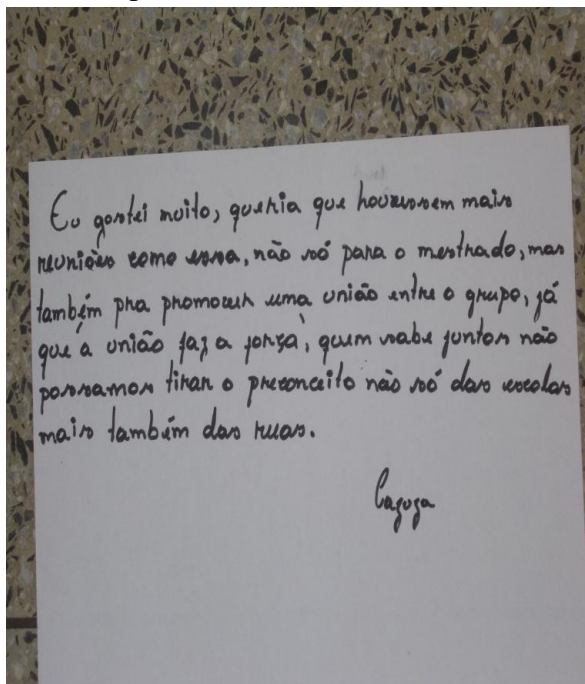 Eu gostei muito, queria que houvessem mais
reuniões como essa, não só para o mestrado, mas
também pra promover uma união entre o grupo, já
que "a união faz a força", quem sabe juntos não
possamos tirar o preconceito não só das escolas
mais também das ruas.
Cazuza